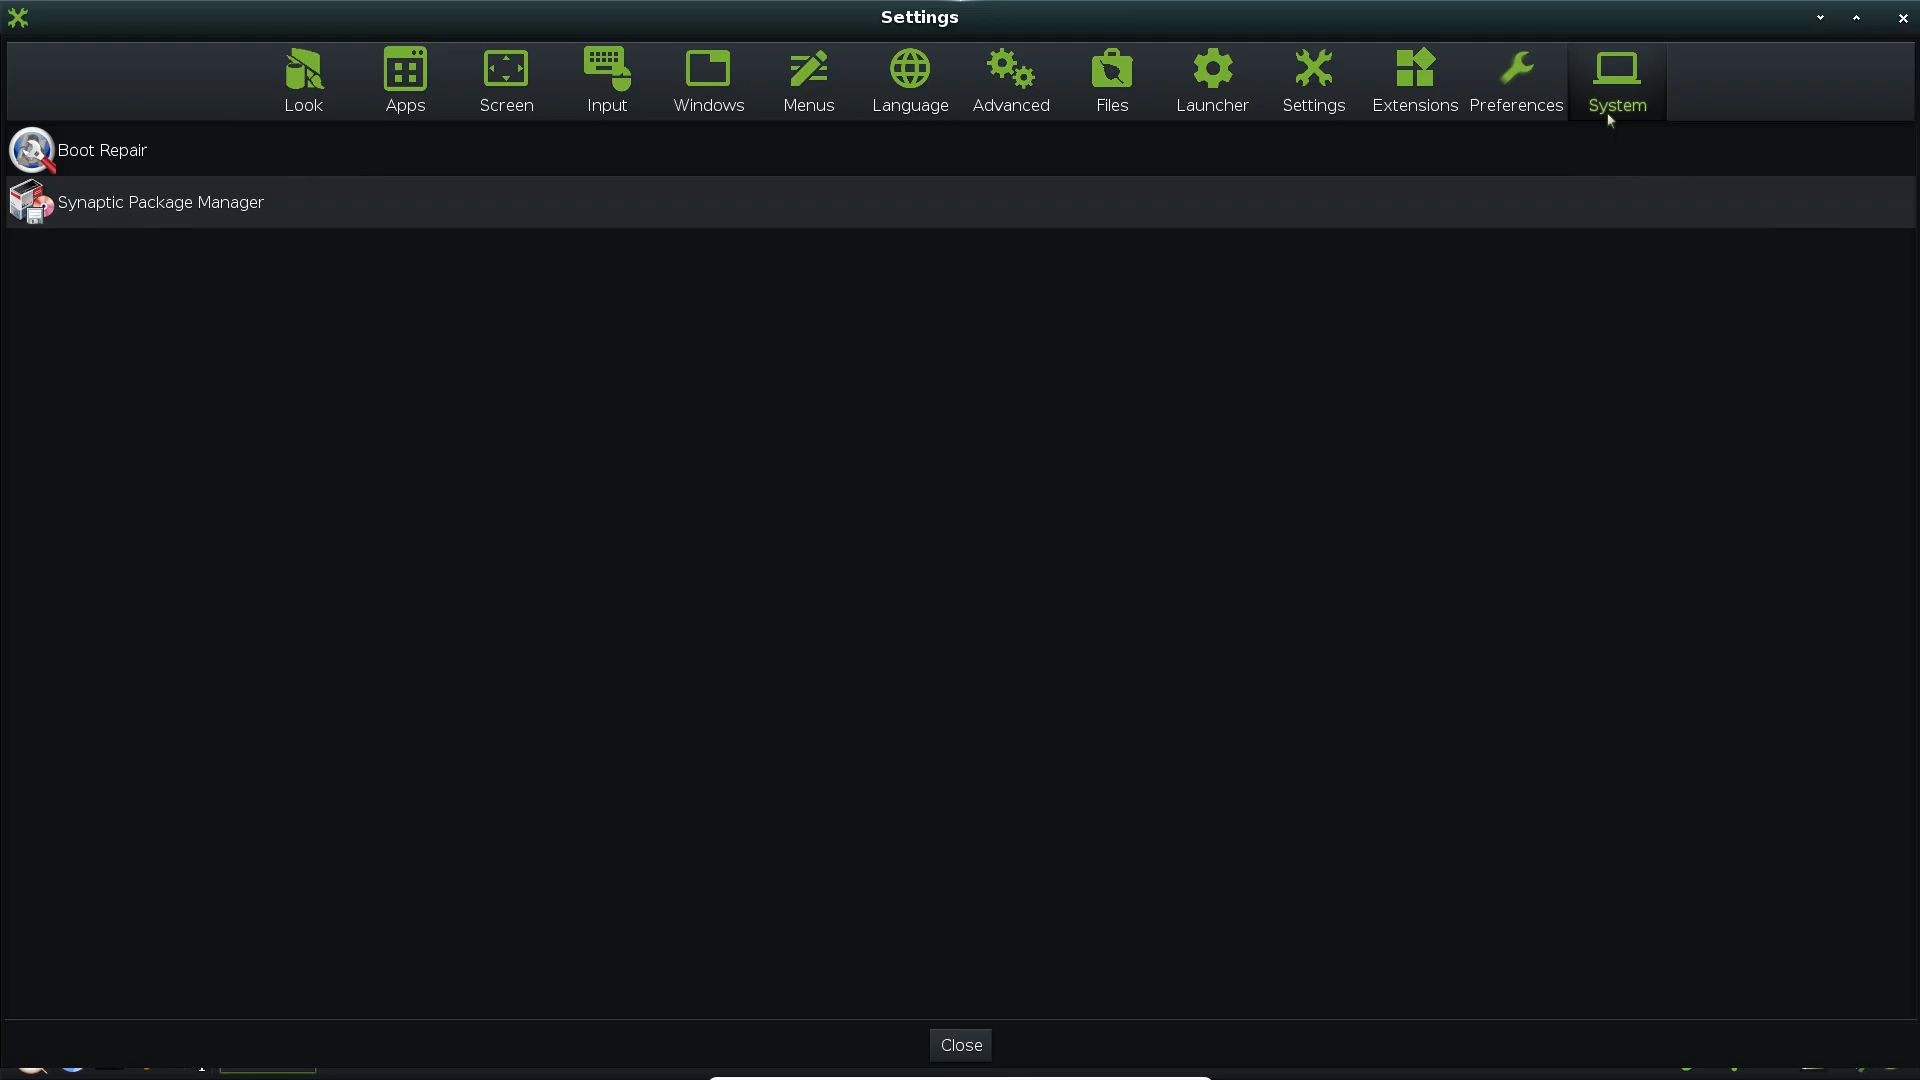 Settings
Look Apps Screen Input Windows Menus Language Advanced Files Launcher Settings Extensions Preferences System
Boot Repair
Synaptic Package Manager
Close